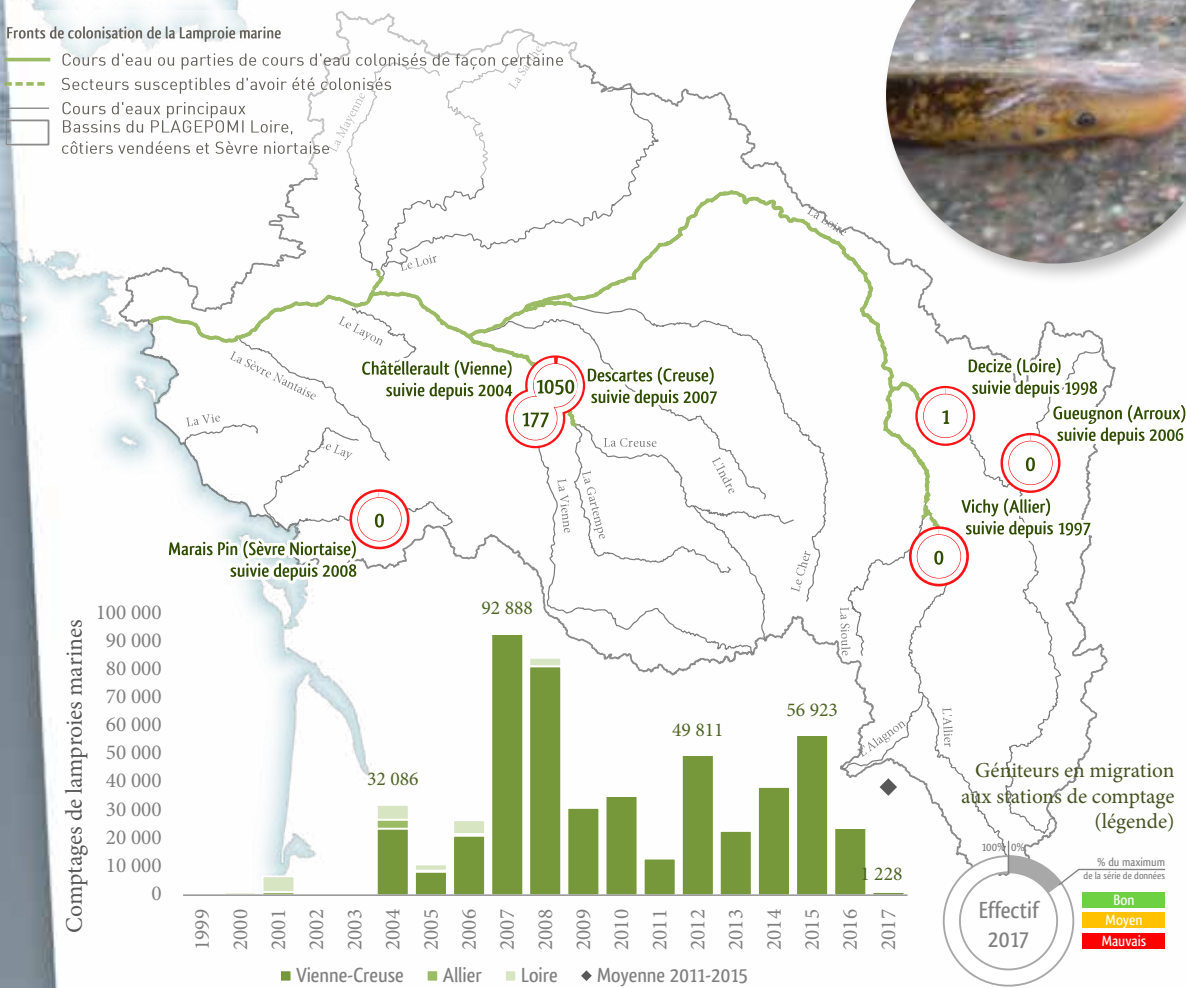 Fronts de colonisation de la Lamproie marine
Cours d'eau ou parties de cours d'eau colonisés de façon certaine
Secteurs susceptibles d'avoir été colonisés
Cours d'eaux principaux
Bassins du PLAGEPOMI Loire,
côtiers vendéens et Sèvre niortaise
La Mayenne
La Sarthe
Le Loir
La Loire
Le Layon
La Sèvre Nantaise
La Vie
Le Lay
Châtellerault (Vienne)
suivie depuis 2004
1050
177
Descartes (Creuse)
suivie depuis 2007
La Creuse
L'Indre
La Vienne
La Gartempe
Le Cher
Decize (Loire)
suivie depuis 1998
1
Gueugnon (Arroux)
suivie depuis 2006
0
Vichy (Allier)
suivie depuis 1997
0
Marais Pin (Sèvre Niortaise)
suivie depuis 2008
0
La Sioule
L'Alagnon
L'Allier
Comptages de lamproies marines
100 000
90 000
80 000
70 000
60 000
50 000
40 000
30 000
20 000
10 000
0
32 086
92 888
49 811
56 923
1 228
1999
2000
2001
2002
2003
2004
2005
2006
2007
2008
2009
2010
2011
2012
2013
2014
2015
2016
2017
Vienne-Creuse
Allier
Loire
Moyenne 2011-2015
Géniteurs en migration
aux stations de comptage
(légende)
100% 0%
% du maximum
de la série de données
Effectif
2017
Bon
Moyen
Mauvais